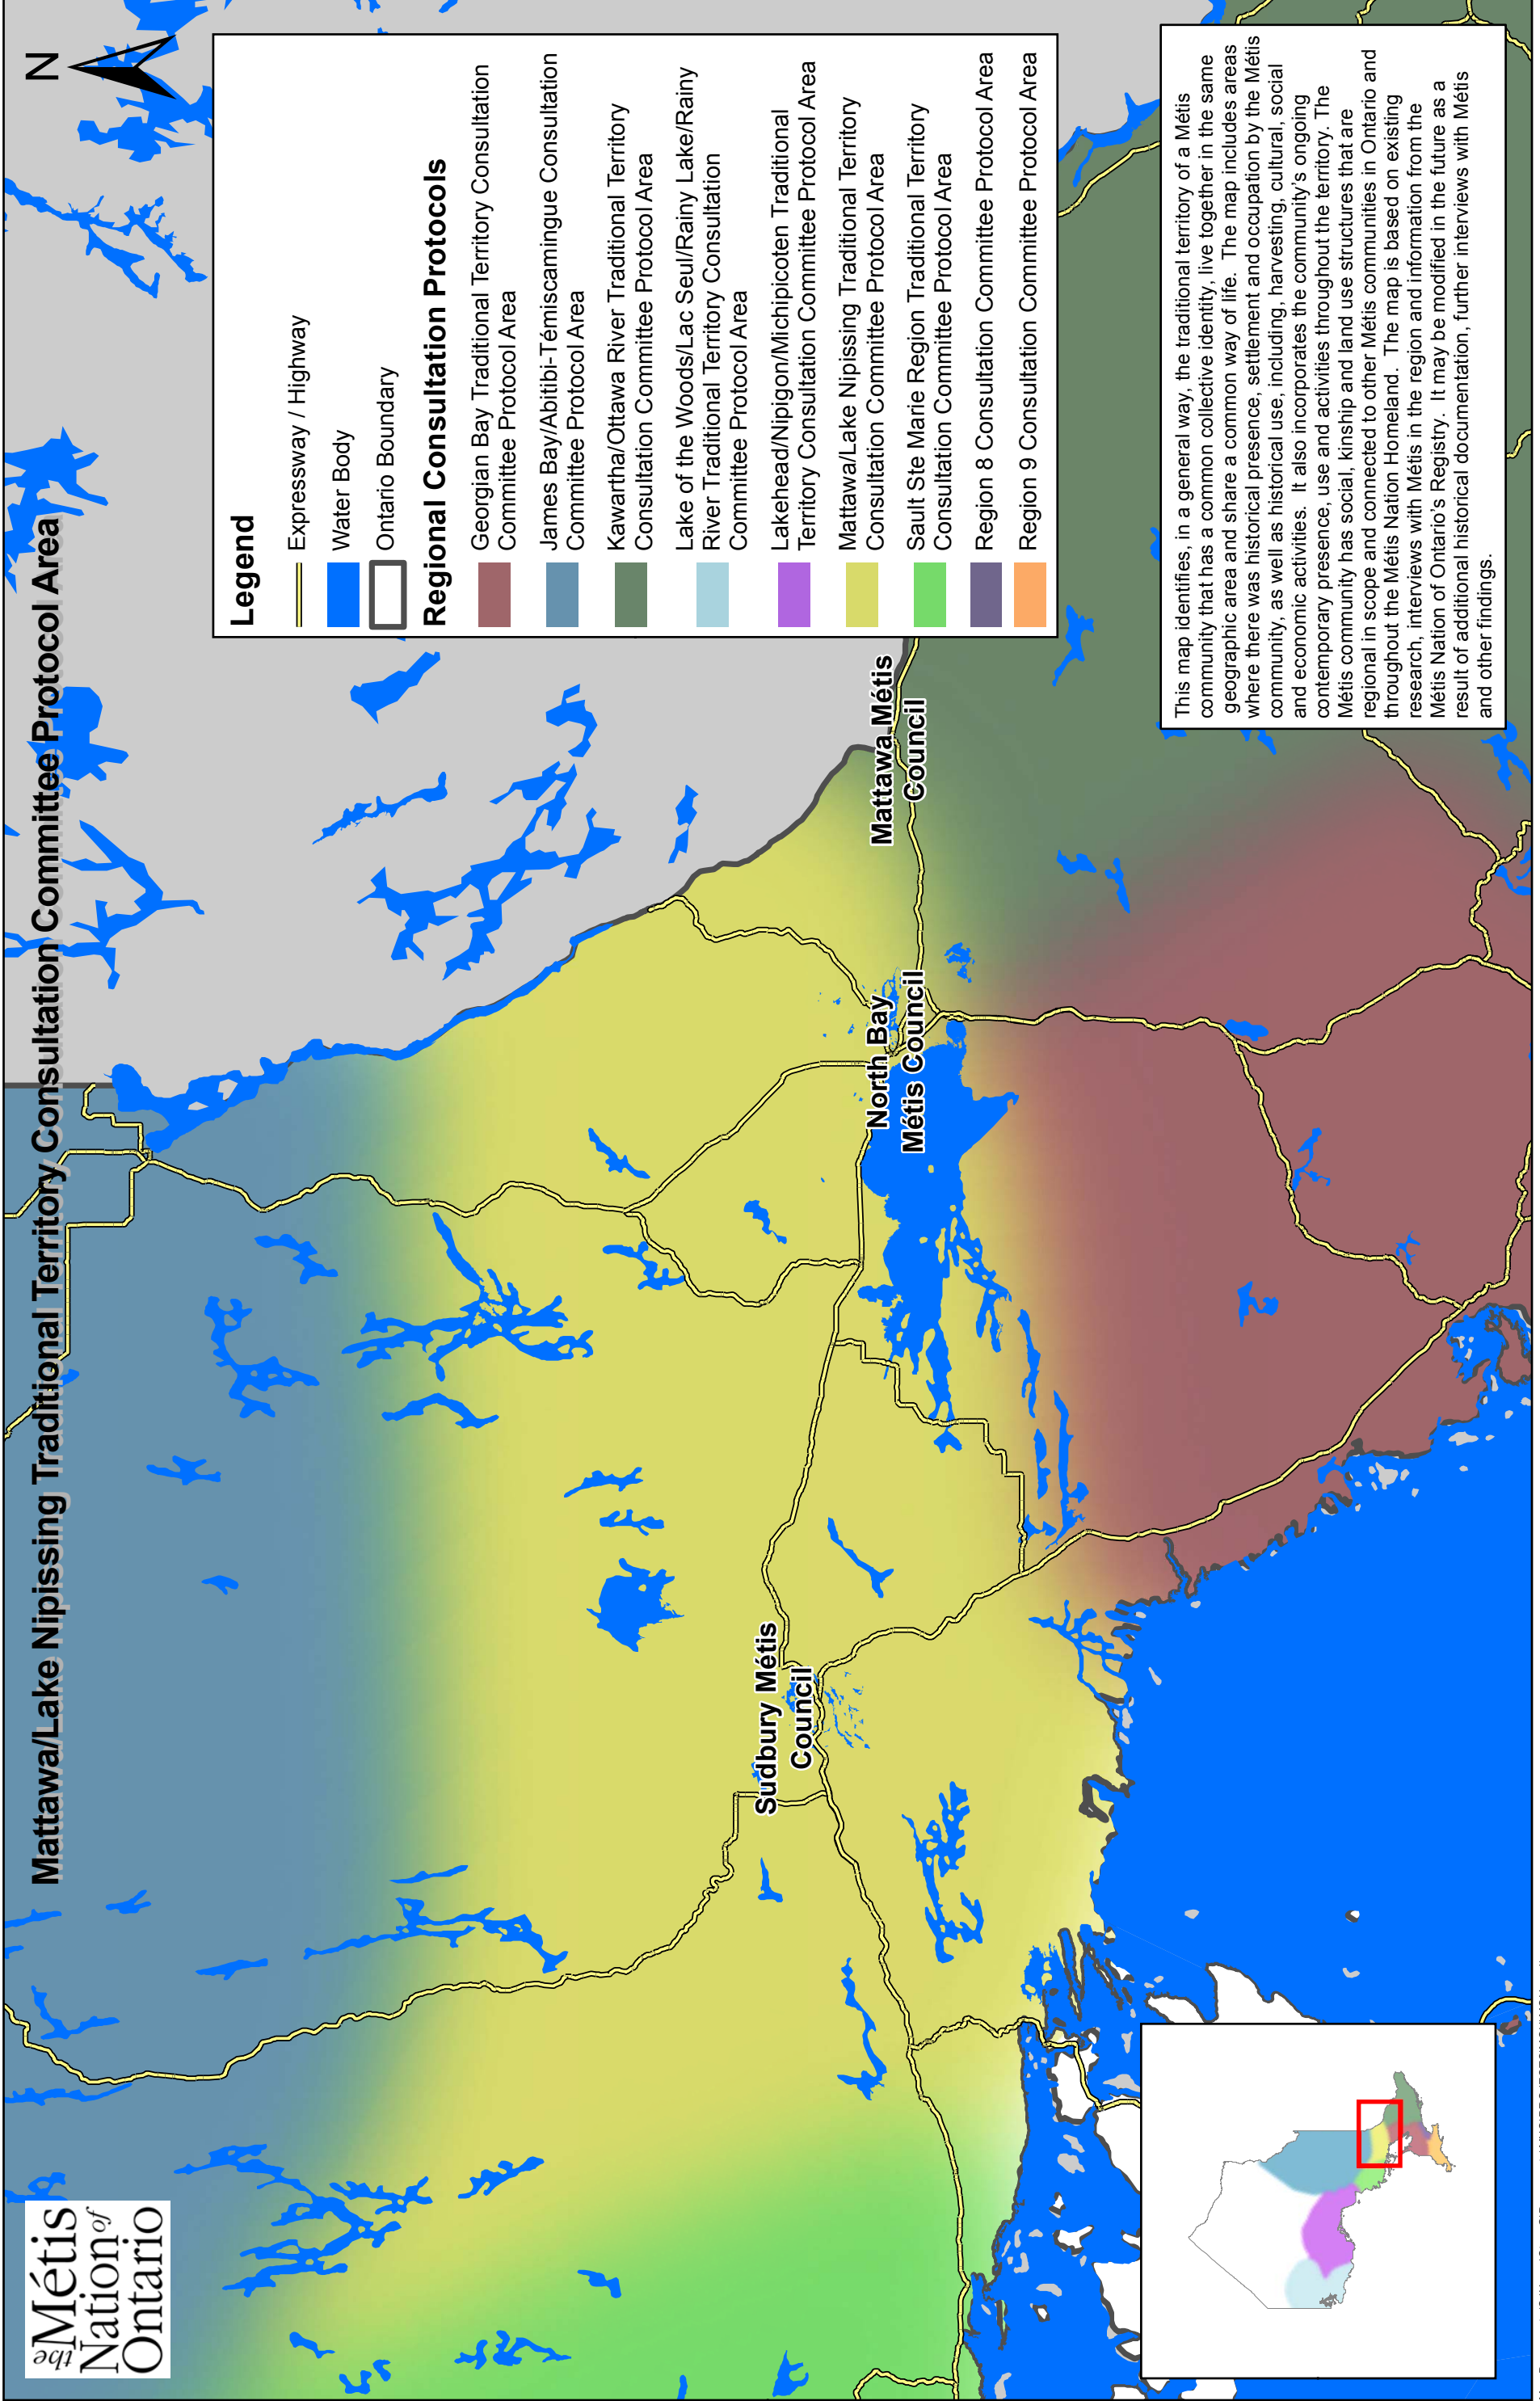 Mattawa/Lake Nipissing Traditional Territory Consultation Committee Protocol Area
N
the Métis
Nation of
Ontario
Legend
Expressway / Highway
Water Body
Ontario Boundary
Regional Consultation Protocols
Georgian Bay Traditional Territory Consultation
Committee Protocol Area
James Bay/Abitibi-Témiscamingue Consultation
Committee Protocol Area
Kawartha/Ottawa River Traditional Territory
Consultation Committee Protocol Area
Lake of the Woods/Lac Seul/Rainy Lake/Rainy
River Traditional Territory Consultation
Committee Protocol Area
Lakehead/Nipigon/Michipicoten Traditional
Territory Consultation Committee Protocol Area
Mattawa/Lake Nipissing Traditional Territory
Consultation Committee Protocol Area
Sault Ste Marie Region Traditional Territory
Consultation Committee Protocol Area
Region 8 Consultation Committee Protocol Area
Region 9 Consultation Committee Protocol Area
Sudbury Métis
Council
North Bay
Métis Council
Mattawa Métis
Council
This map identifies, in a general way, the traditional territory of a Métis
community that has a common collective identity, live together in the same
geographic area and share a common way of life. The map includes areas
where there was historical presence, settlement and occupation by the Métis
community, as well as historical use, including, harvesting, cultural, social
and economic activities. It also incorporates the community's ongoing
contemporary presence, use and activities throughout the territory. The
Métis community has social, kinship and land use structures that are
regional in scope and connected to other Métis communities in Ontario and
throughout the Métis Nation Homeland. The map is based on existing
research, interviews with Métis in the region and information from the
Métis Nation of Ontario's Registry. It may be modified in the future as a
result of additional historical documentation, further interviews with Métis
and other findings.